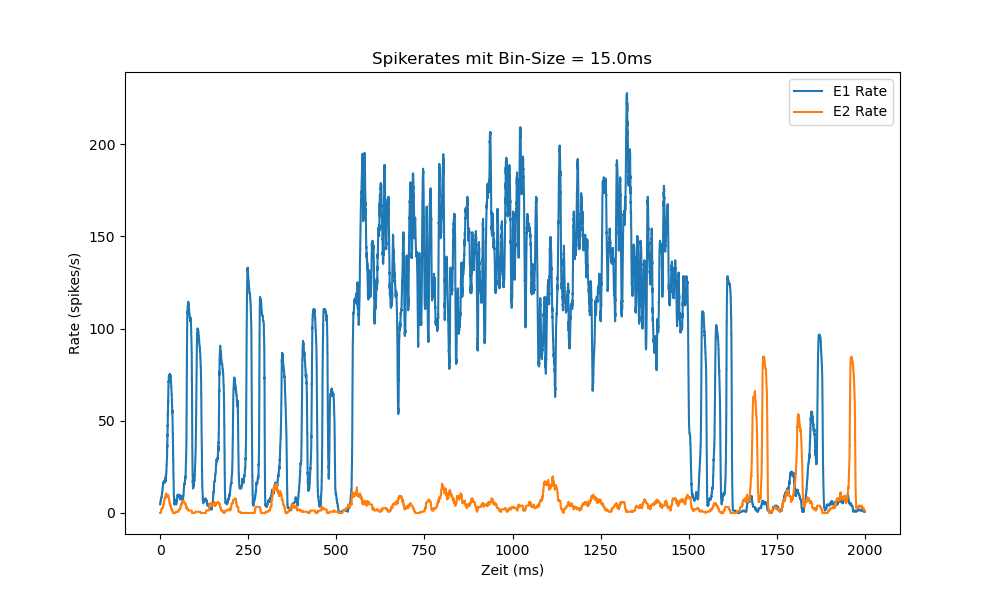 Spikerates mit Bin-Size = 15.0ms
E1 Rate
E2 Rate
200
150
100
50
0
Rate (spikes/s)
0 250 500 750 1000 1250 1500 1750 2000
Zeit (ms)